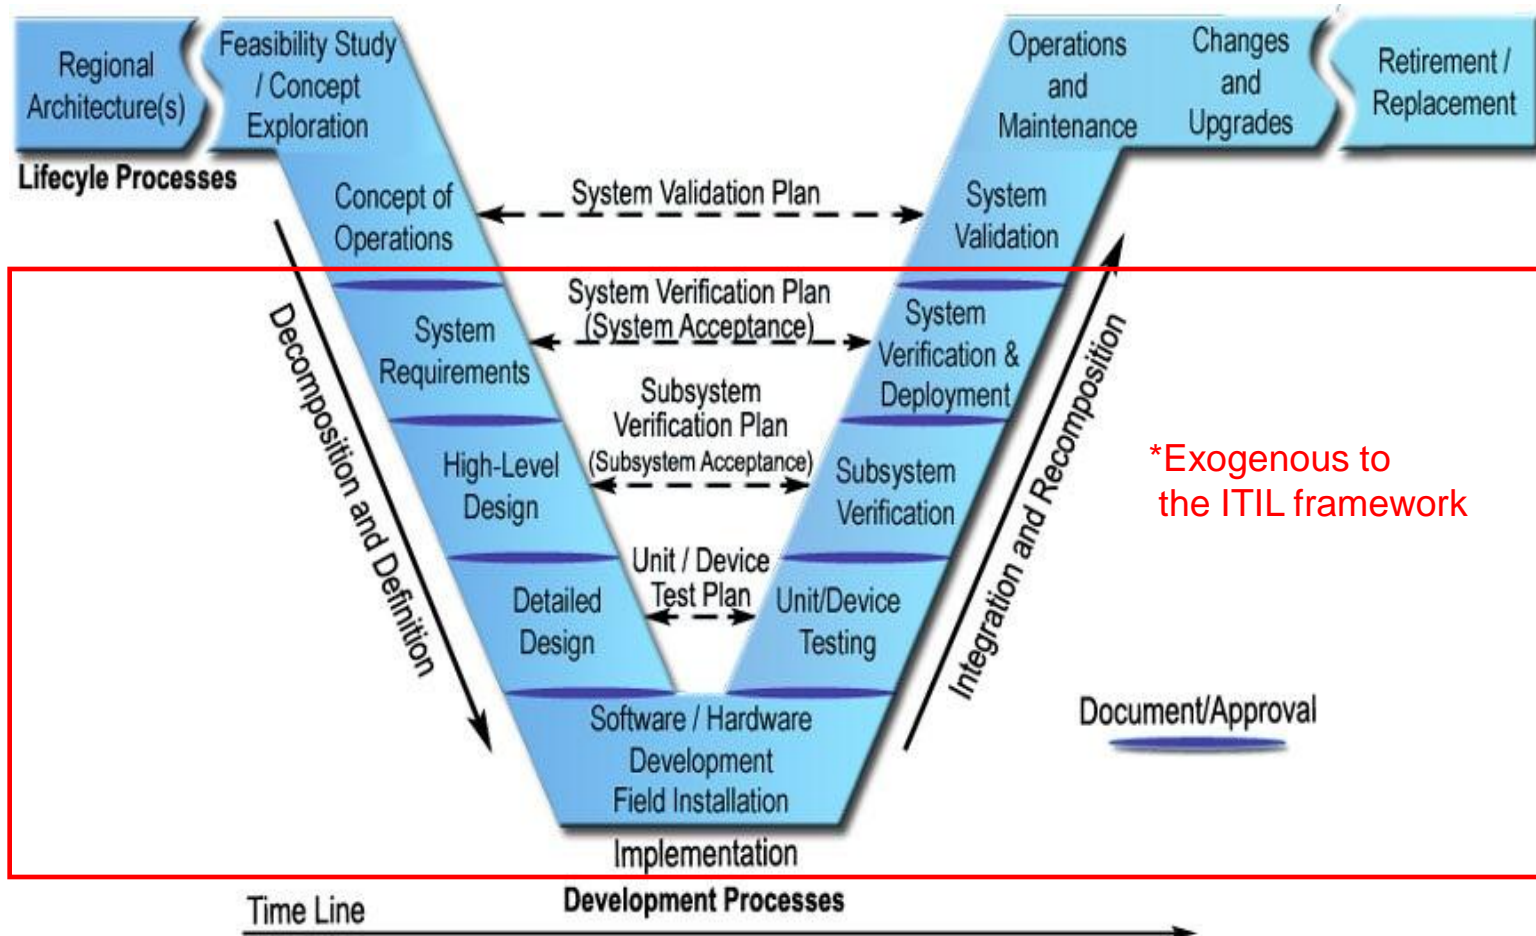 Regional
Architecture(s)
Feasibility Study
/ Concept
Exploration
Operations
and
Maintenance
Changes
and
Upgrades
Retirement /
Replacement
Lifecyle Processes
Concept of
Operations
System Validation Plan
System
Validation
Decomposition and Definition
System
Requirements
System Verification Plan
(System Acceptance)
System
Verification &
Deployment
Integration and Recomposition
High-Level
Design
Subsystem
Verification Plan
(Subsystem Acceptance)
Subsystem
Verification
*Exogenous to
the ITIL framework
Detailed
Design
Unit / Device
Test Plan
Unit/Device
Testing
Software / Hardware
Development
Field Installation
Document/Approval
Implementation
Development Processes
Time Line